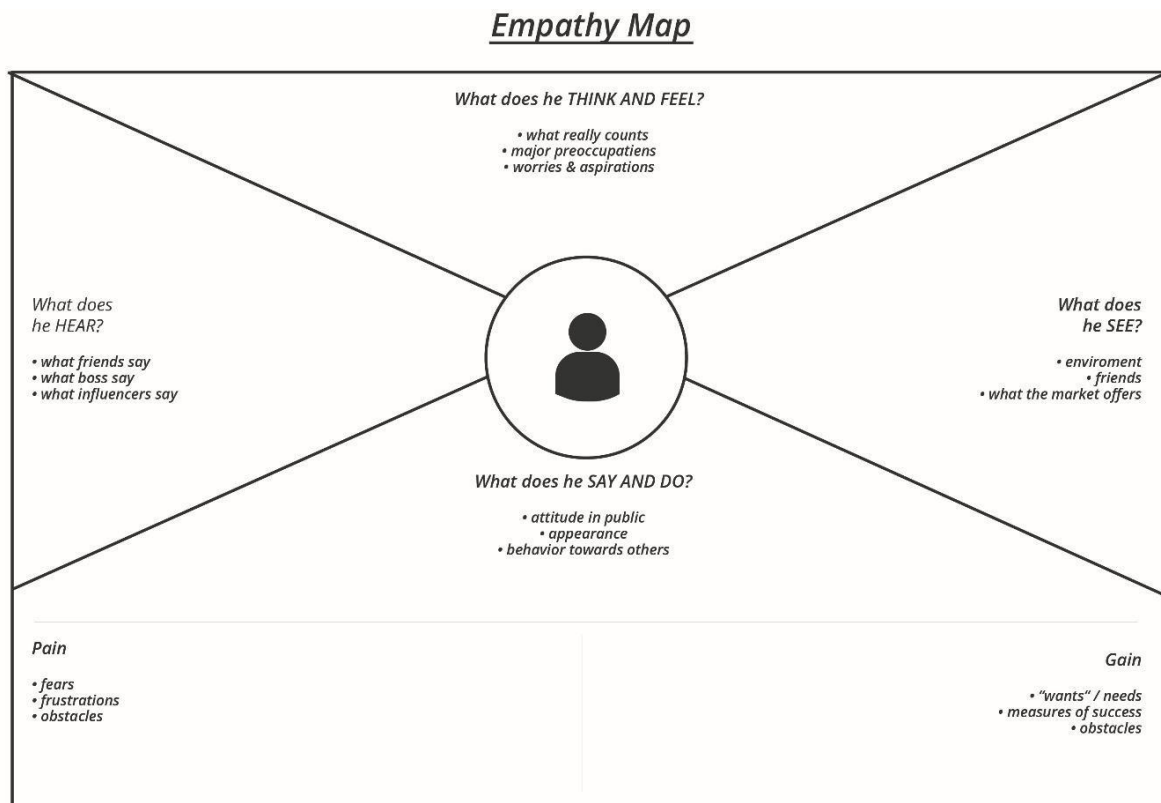 Empathy Map
What does he THINK AND FEEL?
• what really counts
• major preoccupatiens
• worries & aspirations
What does
he HEAR?
• what friends say
• what boss say
• what influencers say
What does
he SEE?
• enviroment
• friends
• what the market offers
What does he SAY AND DO?
• attitude in public
• appearance
• behavior towards others
Pain
• fears
• frustrations
• obstacles
Gain
• “wants“ / needs
• measures of success
• obstacles